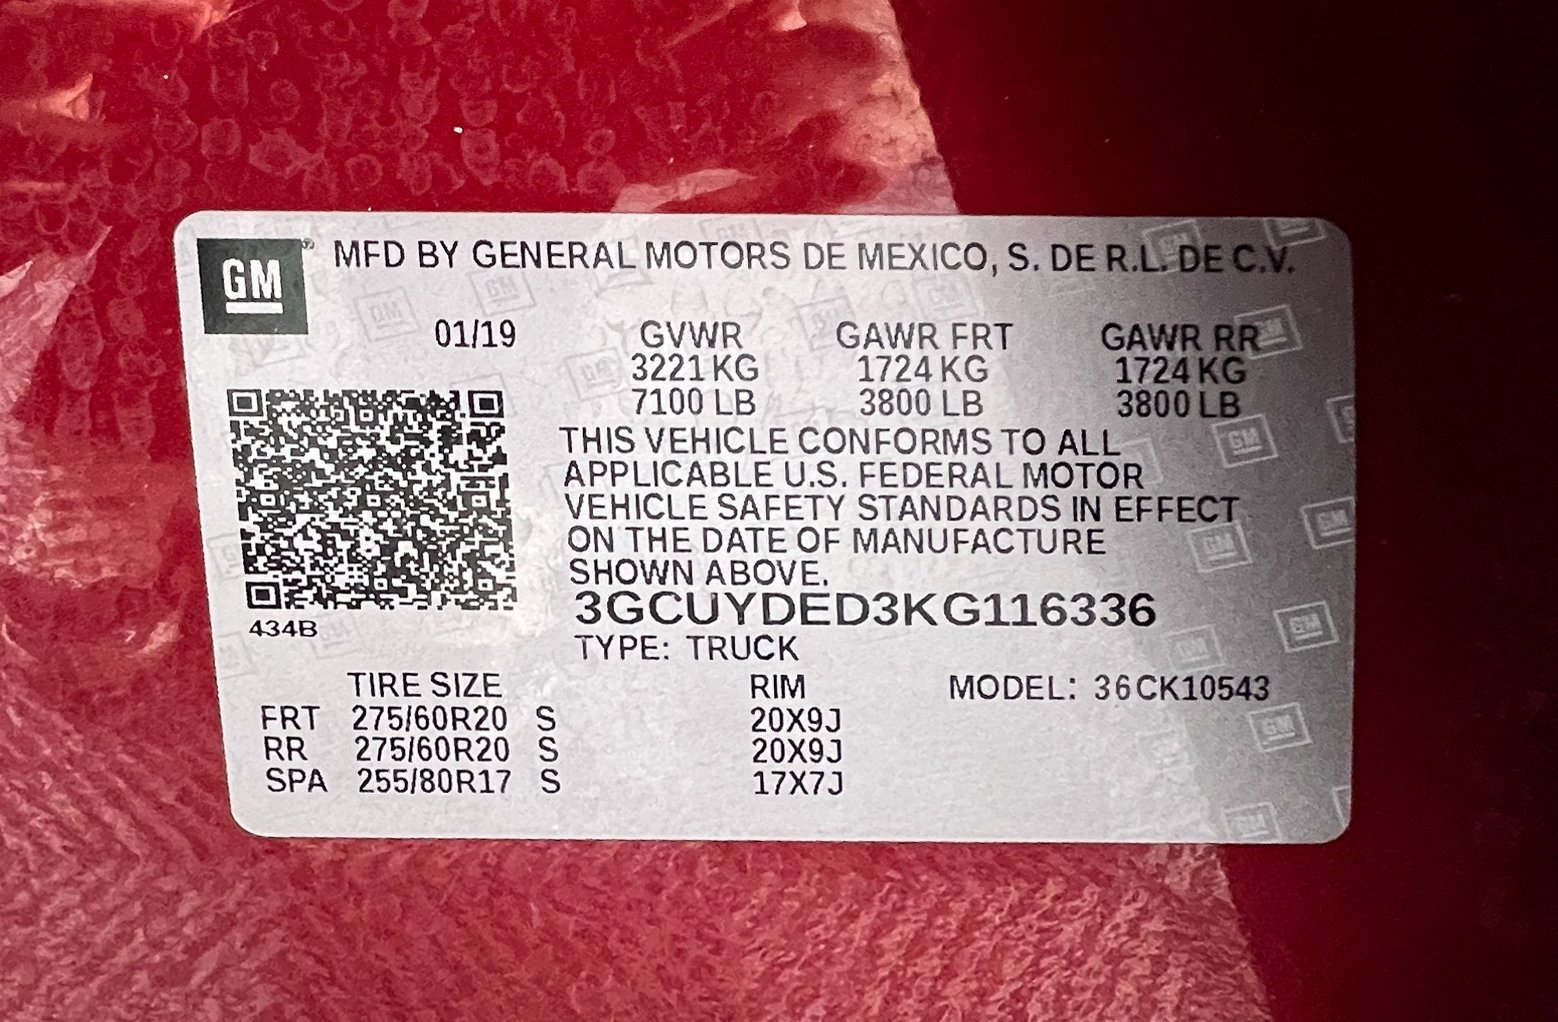 GM® MFD BY GENERAL MOTORS DE MEXICO, S. DE R.L. DE C.V.
01/19 GVWR GAWR FRT GAWR RR
3221 KG 1724 KG 1724 KG
7100 LB 3800 LB 3800 LB
THIS VEHICLE CONFORMS TO ALL
APPLICABLE U.S. FEDERAL MOTOR
VEHICLE SAFETY STANDARDS IN EFFECT
ON THE DATE OF MANUFACTURE
SHOWN ABOVE.
3GCUYDED3KG116336
434B
TYPE: TRUCK
TIRE SIZE RIM MODEL: 36CK10543
FRT 275/60R20 S 20X9J
RR 275/60R20 S 20X9J
SPA 255/80R17 S 17X7J